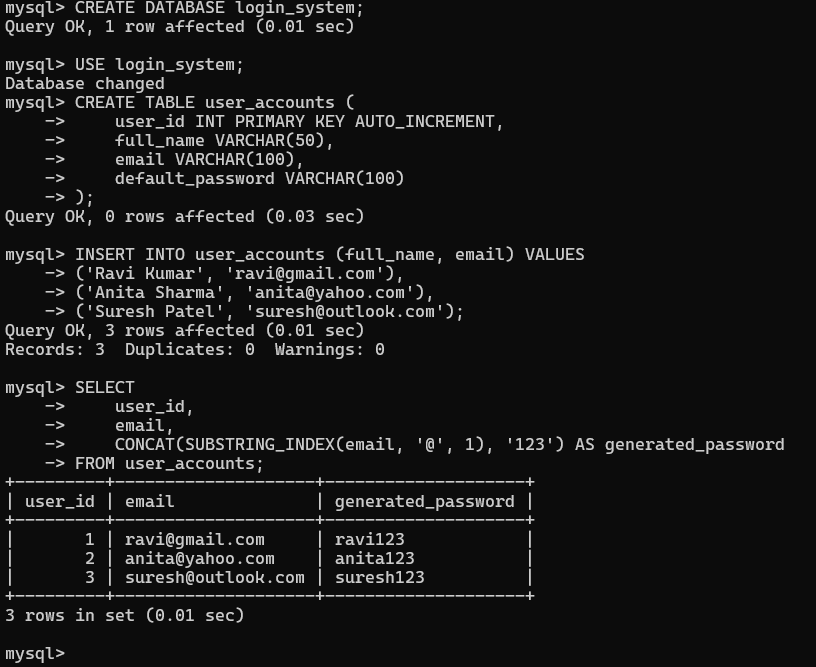 mysql> CREATE DATABASE login_system;
Query OK, 1 row affected (0.01 sec)

mysql> USE login_system;
Database changed
mysql> CREATE TABLE user_accounts (
    ->     user_id INT PRIMARY KEY AUTO_INCREMENT,
    ->     full_name VARCHAR(50),
    ->     email VARCHAR(100),
    ->     default_password VARCHAR(100)
    -> );
Query OK, 0 rows affected (0.03 sec)

mysql> INSERT INTO user_accounts (full_name, email) VALUES
    -> ('Ravi Kumar', 'ravi@gmail.com'),
    -> ('Anita Sharma', 'anita@yahoo.com'),
    -> ('Suresh Patel', 'suresh@outlook.com');
Query OK, 3 rows affected (0.01 sec)
Records: 3  Duplicates: 0  Warnings: 0

mysql> SELECT
    ->     user_id,
    ->     email,
    ->     CONCAT(SUBSTRING_INDEX(email, '@', 1), '123') AS generated_password
    -> FROM user_accounts;
+---------+--------------------+--------------------+
| user_id | email              | generated_password |
+---------+--------------------+--------------------+
|       1 | ravi@gmail.com     | ravi123            |
|       2 | anita@yahoo.com    | anita123           |
|       3 | suresh@outlook.com | suresh123          |
+---------+--------------------+--------------------+
3 rows in set (0.01 sec)

mysql>